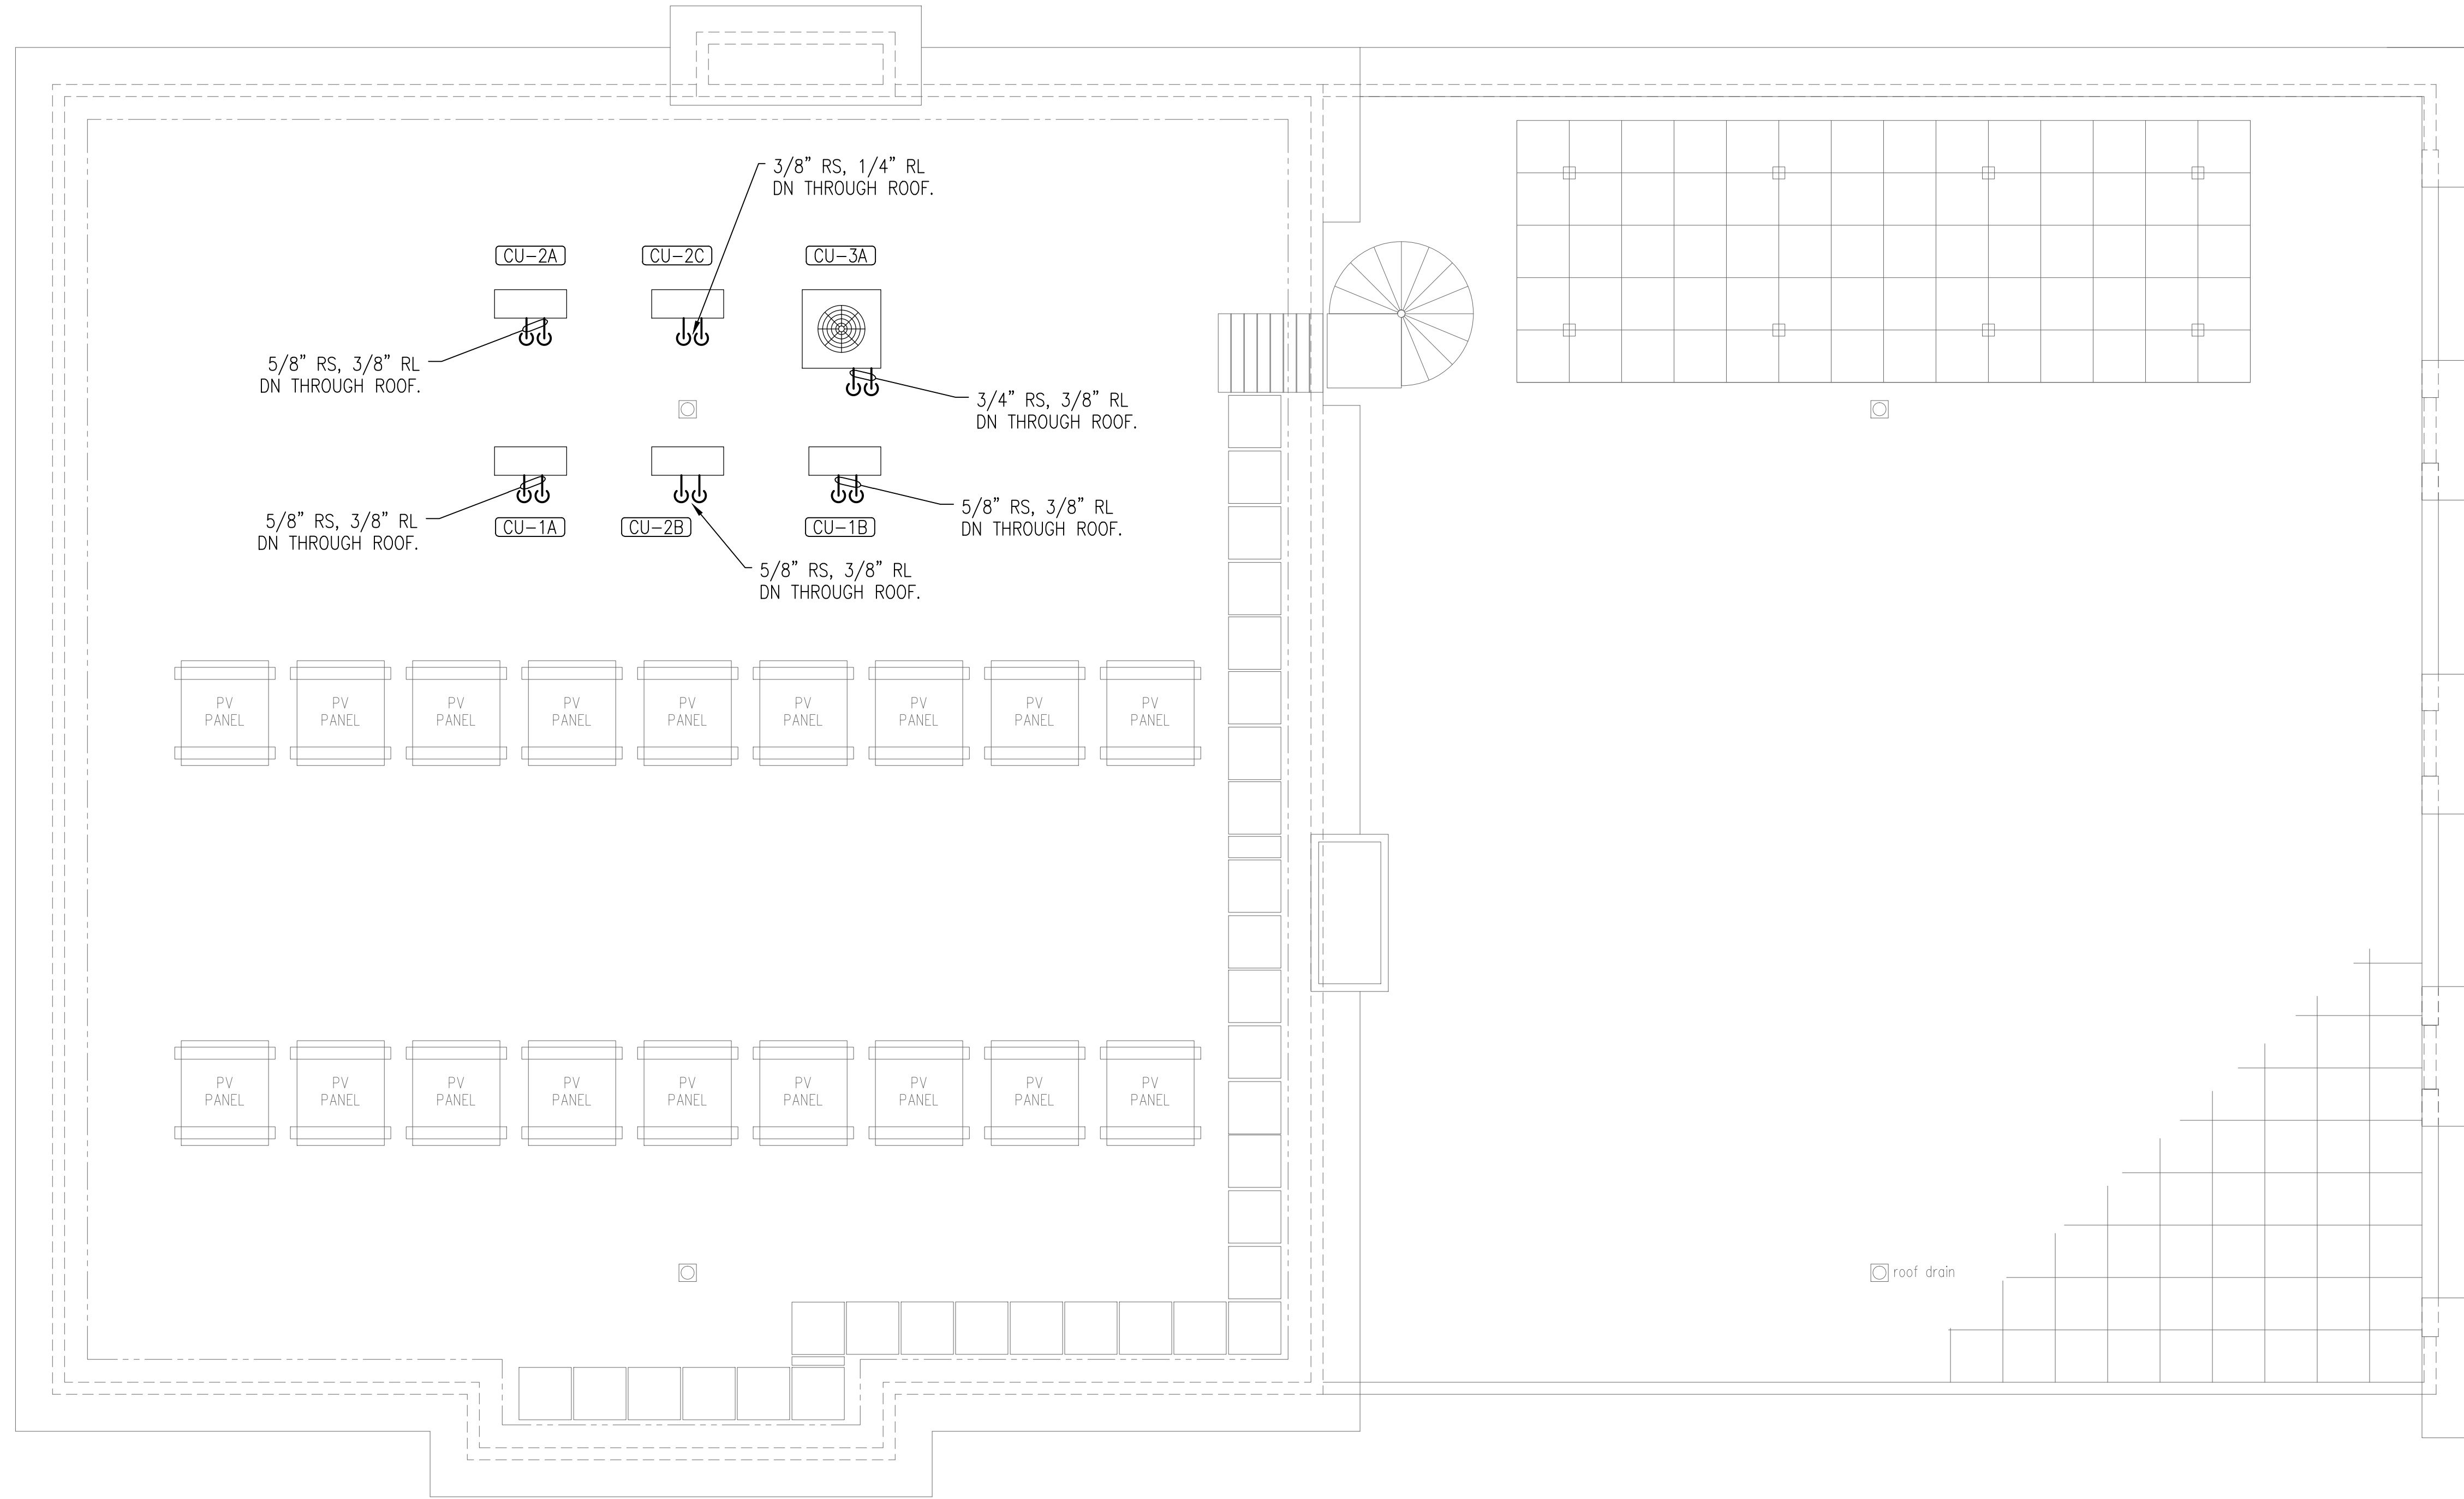 3/8" RS, 1/4" RL
DN THROUGH ROOF.
CU-2A
CU-2C
CU-3A
5/8" RS, 3/8" RL
DN THROUGH ROOF.
3/4" RS, 3/8" RL
DN THROUGH ROOF.
5/8" RS, 3/8" RL
DN THROUGH ROOF.
CU-1A
CU-2B
CU-1B
5/8" RS, 3/8" RL
DN THROUGH ROOF.
5/8" RS, 3/8" RL
DN THROUGH ROOF.
PV
PANEL
PV
PANEL
PV
PANEL
PV
PANEL
PV
PANEL
PV
PANEL
PV
PANEL
PV
PANEL
PV
PANEL
PV
PANEL
PV
PANEL
PV
PANEL
PV
PANEL
PV
PANEL
PV
PANEL
PV
PANEL
PV
PANEL
PV
PANEL
roof drain